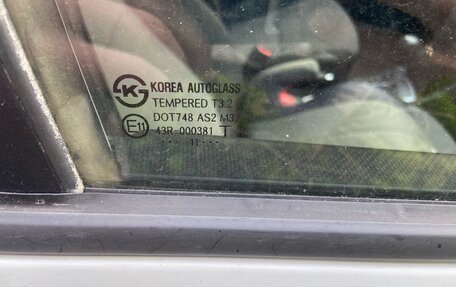 KOREA AUTOGLASS
TEMPERED T3.2
DOT748 AS2 M32
E11 43R-000381 T
·· 11 ···